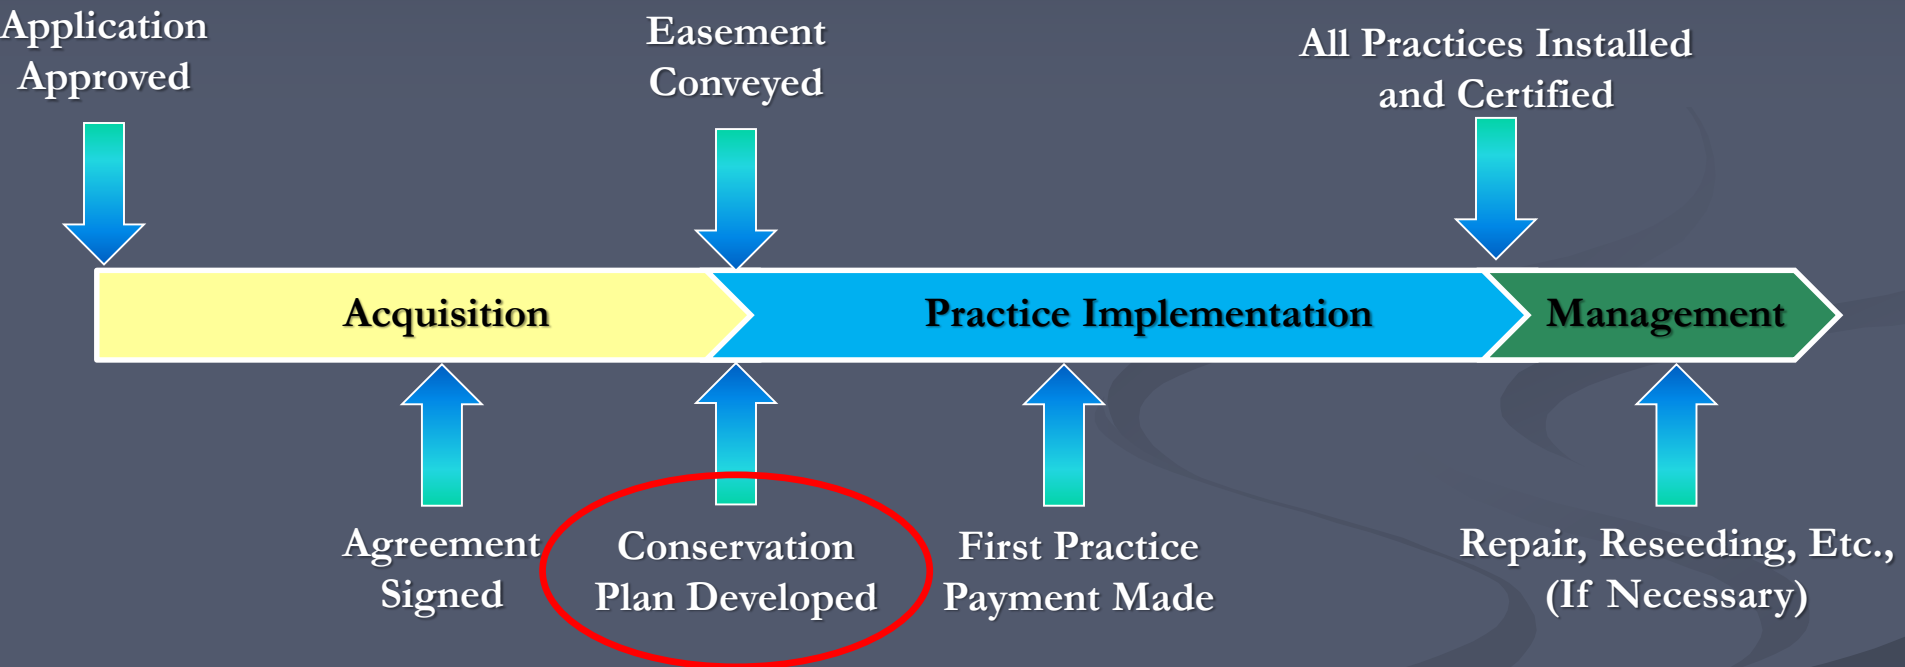 Application
Approved
Easement
Conveyed
All Practices Installed
and Certified
Acquisition
Practice Implementation
Management
Agreement
Signed
Conservation
Plan Developed
First Practice
Payment Made
Repair, Reseeding, Etc.,
(If Necessary)